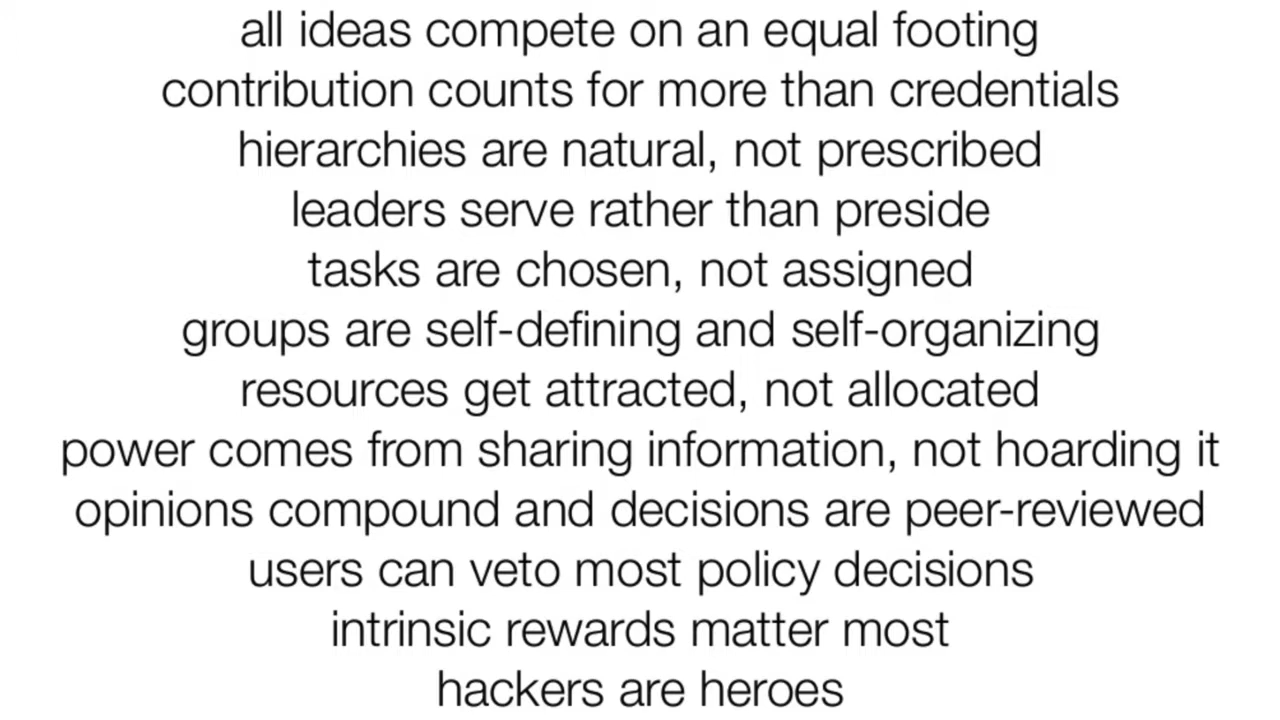 all ideas compete on an equal footing
contribution counts for more than credentials
hierarchies are natural, not prescribed
leaders serve rather than preside
tasks are chosen, not assigned
groups are self-defining and self-organizing
resources get attracted, not allocated
power comes from sharing information, not hoarding it
opinions compound and decisions are peer-reviewed
users can veto most policy decisions
intrinsic rewards matter most
hackers are heroes